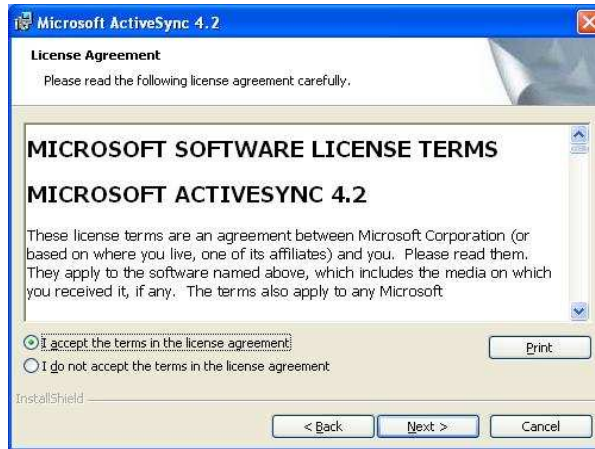 Microsoft ActiveSync 4.2
License Agreement
Please read the following license agreement carefully.
MICROSOFT SOFTWARE LICENSE TERMS
MICROSOFT ACTIVESYNC 4.2
These license terms are an agreement between Microsoft Corporation (or
based on where you live, one of its affiliates) and you. Please read them.
They apply to the software named above, which includes the media on which
you received it, if any. The terms also apply to any Microsoft
I accept the terms in the license agreement
Print
I do not accept the terms in the license agreement
InstallShield
< Back
Next >
Cancel